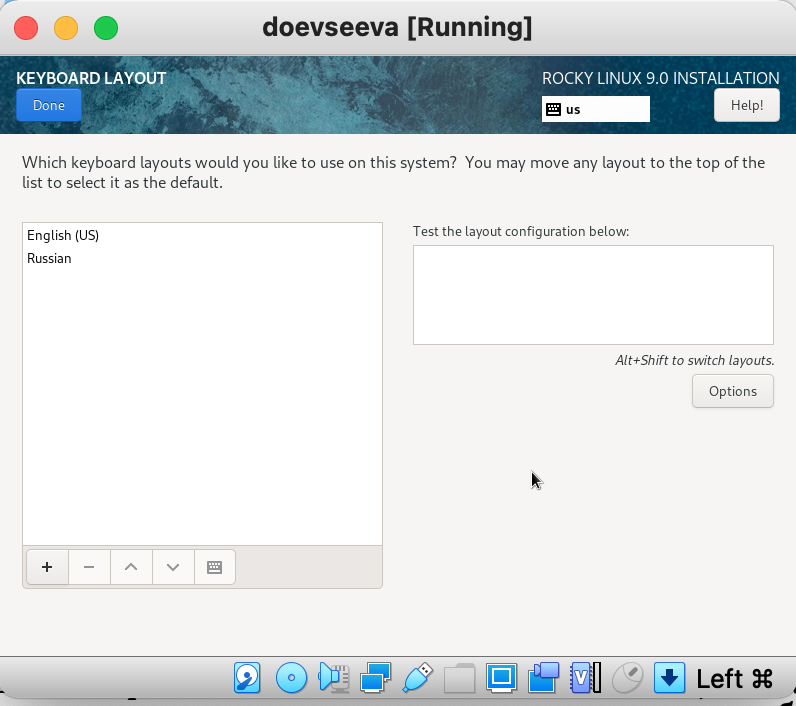 doevseeva [Running]
KEYBOARD LAYOUT
ROCKY LINUX 9.0 INSTALLATION
Done
us
Help!
Which keyboard layouts would you like to use on this system?  You may move any layout to the top of the
list to select it as the default.
English (US)
Russian
Test the layout configuration below:
Alt+Shift to switch layouts.
Options
Left ⌘